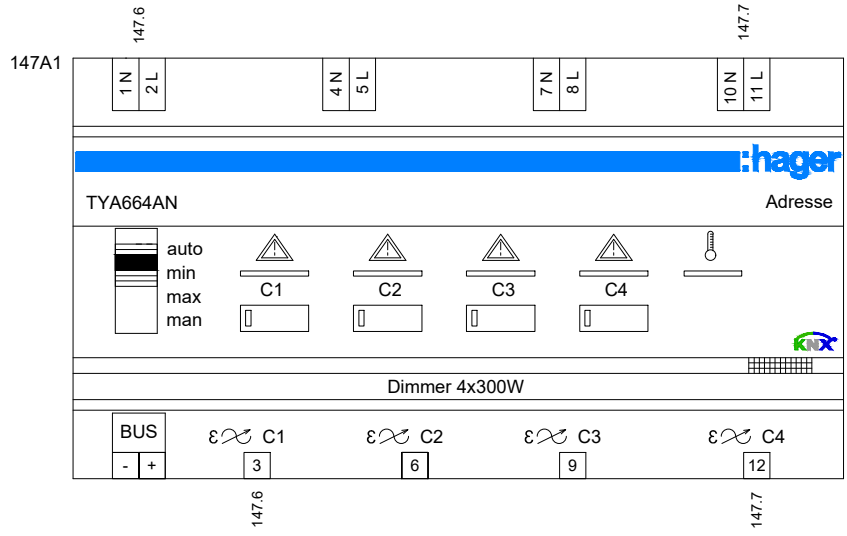 147.6 147.7
147A1
1 N 2 L 4 N 5 L 7 N 8 L 10 N 11 L
:hager
TYA664AN Adresse
auto
min
max
man
C1 C2 C3 C4
KNX
Dimmer 4x300W
BUS ε C1 ε C2 ε C3 ε C4
- + 3 6 9 12
147.6 147.7